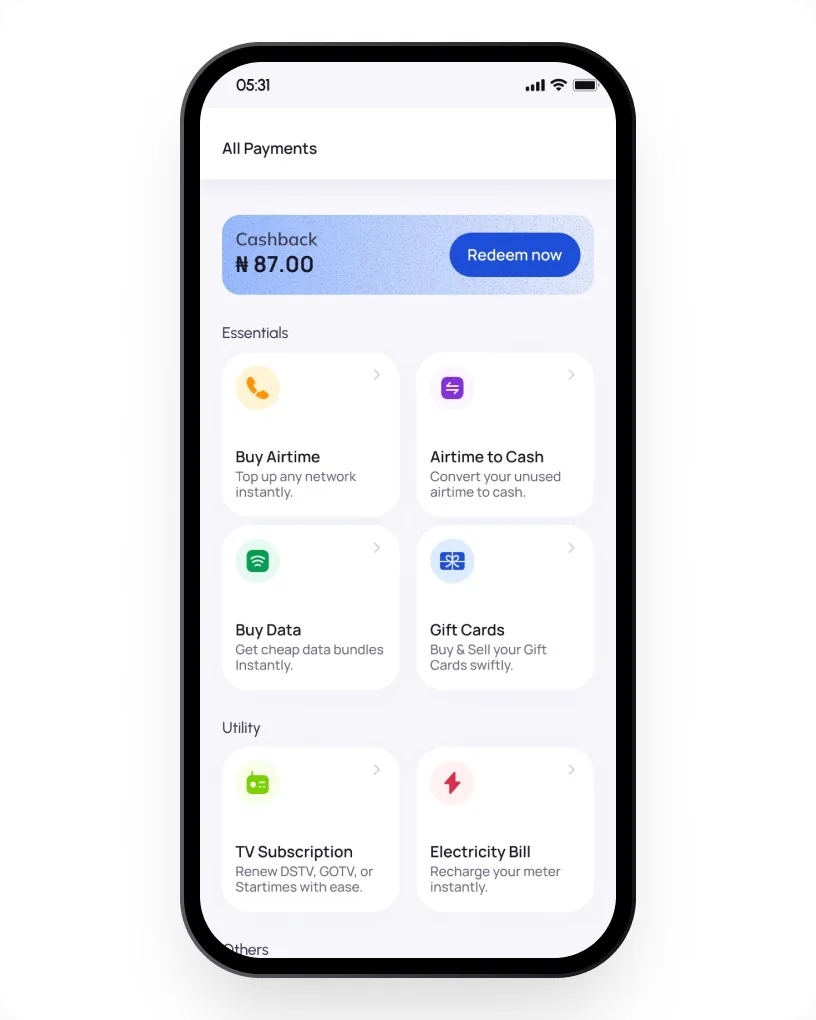 05:31
All Payments
Cashback
₦ 87.00
Redeem now
Essentials
Buy Airtime
Top up any network
instantly.
Airtime to Cash
Convert your unused
airtime to cash.
Buy Data
Get cheap data bundles
Instantly.
Gift Cards
Buy & Sell your Gift
Cards swiftly.
Utility
TV Subscription
Renew DSTV, GOTV, or
Startimes with ease.
Electricity Bill
Recharge your meter
instantly.
Others